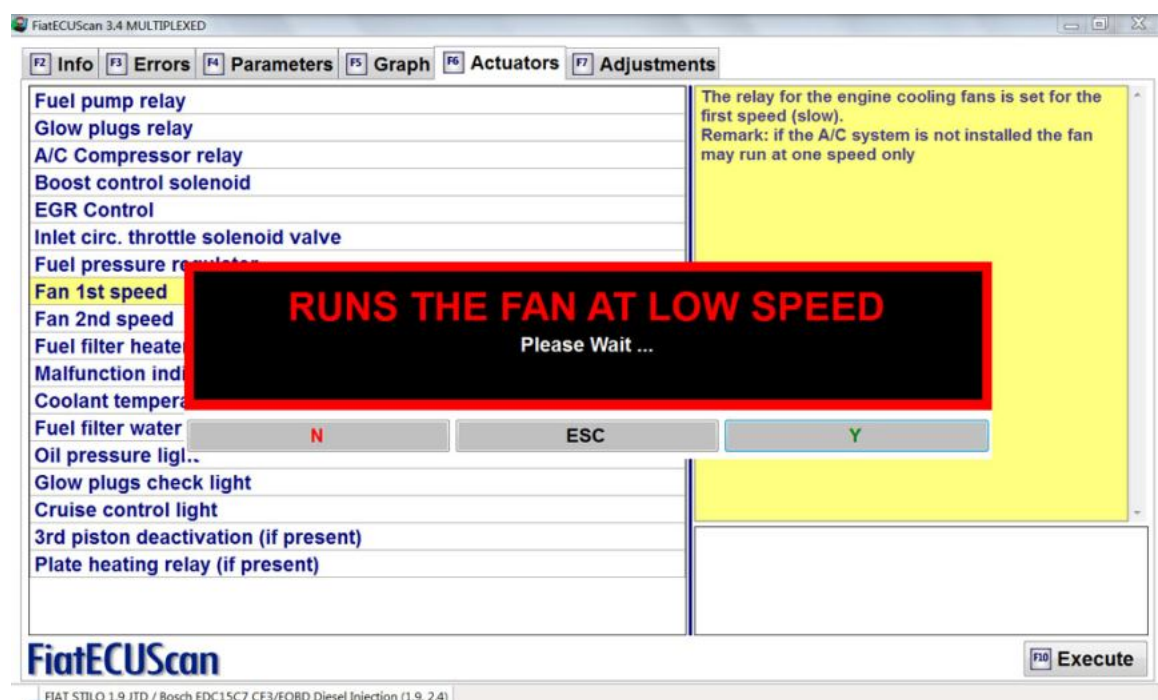 FiatECUScan 3.4 MULTIPLEXED
F2 Info F3 Errors F4 Parameters F5 Graph F6 Actuators F7 Adjustments
Fuel pump relay
Glow plugs relay
A/C Compressor relay
Boost control solenoid
EGR Control
Inlet circ. throttle solenoid valve
Fuel pressure
Fan 1st speed
Fan 2nd speed
Fuel filter
Malfunction
Coolant
Fuel filter water
Oil pressure
Glow plugs check light
Cruise control light
3rd piston deactivation (if present)
Plate heating relay (if present)
The relay for the engine cooling fans is set for the
first speed (slow).
Remark: if the A/C system is not installed the fan
may run at one speed only
RUNS THE FAN AT LOW SPEED
Please Wait ...
N ESC Y
FiatECUScan
F10 Execute
FIAT STILO 1.9 JTD / Bosch EDC15C7 CF3/EOBD Diesel Injection (1.9, 2.4)